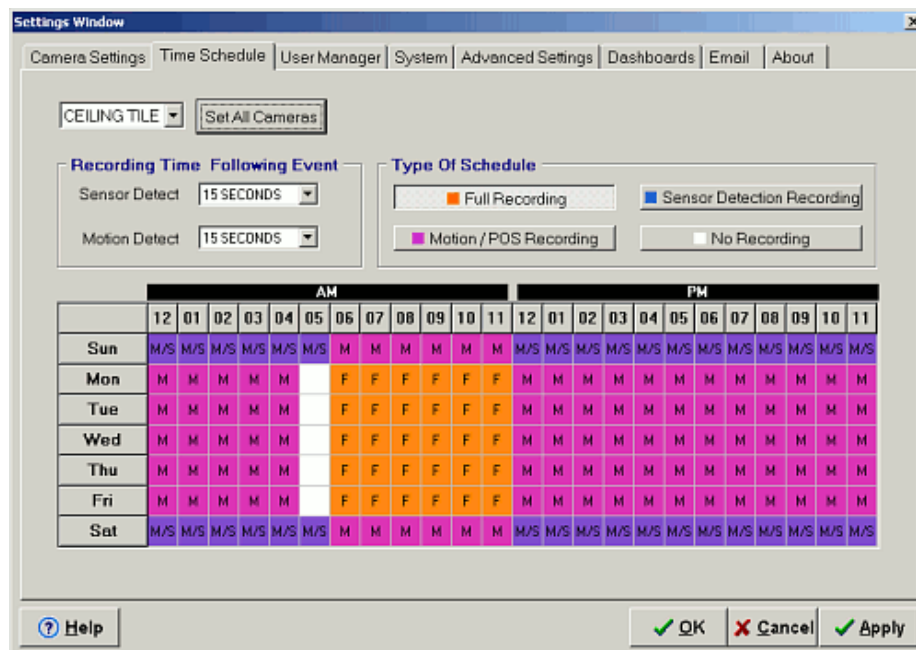 Settings Window
Camera Settings Time Schedule User Manager System Advanced Settings Dashboards Email About
CEILING TILE Set All Cameras
Recording Time Following Event Type Of Schedule
Sensor Detect 15 SECONDS Full Recording Sensor Detection Recording
Motion Detect 15 SECONDS Motion / POS Recording No Recording
AM PM
12 01 02 03 04 05 06 07 08 09 10 11 12 01 02 03 04 05 06 07 08 09 10 11
Sun M/S M/S M/S M/S M/S M/S M M M M M M M/S M/S M/S M/S M/S M/S M/S M/S M/S M/S M/S M/S
Mon M M M M M F F F F F F M M M M M M M M M M M M
Tue M M M M M F F F F F F M M M M M M M M M M M M
Wed M M M M M F F F F F F M M M M M M M M M M M M
Thu M M M M M F F F F F F M M M M M M M M M M M M
Fri M M M M M F F F F F F M M M M M M M M M M M M
Sat M/S M/S M/S M/S M/S M/S M M M M M M M/S M/S M/S M/S M/S M/S M/S M/S M/S M/S M/S M/S
Help OK Cancel Apply